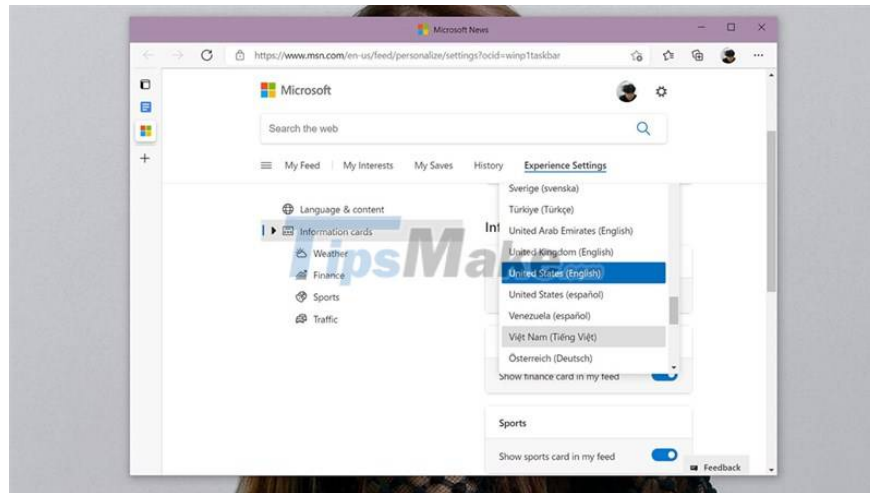 Microsoft News
https://www.msn.com/en-us/feed/personalize/settings?ocid=winp1taskbar
Microsoft
Search the web
My Feed
My Interests
My Saves
History
Experience Settings
Language & content
Information cards
Weather
Finance
Sports
Traffic
TipsMake
Sverige (svenska)
Türkiye (Türkçe)
United Arab Emirates (English)
United Kingdom (English)
United States (English)
United States (español)
Venezuela (español)
Việt Nam (Tiếng Việt)
Österreich (Deutsch)
Show finance card in my feed
Sports
Show sports card in my feed
Feedback